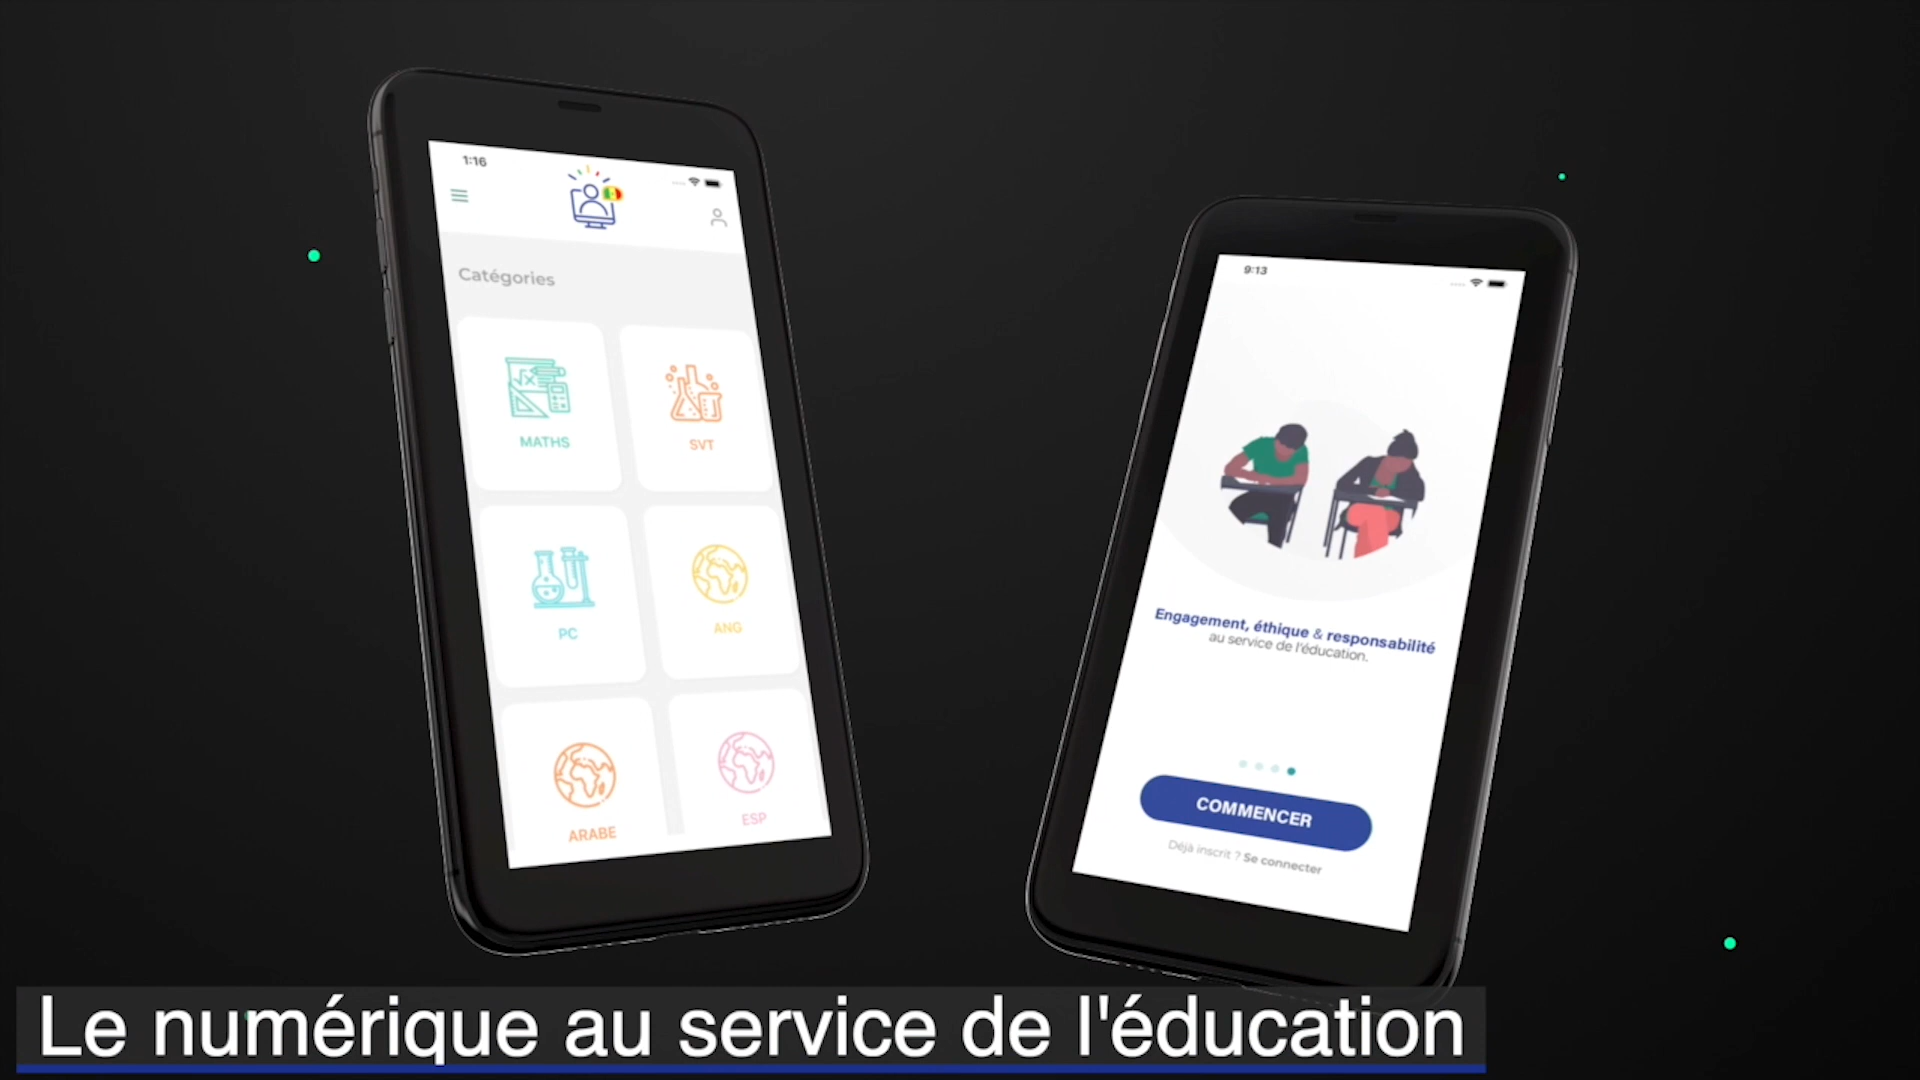 1:16
Catégories
MATHS
SVT
PC
ANG
ARABE
ESP
9:13
Engagement, éthique & responsabilité
au service de l'éducation.
COMMENCER
Déjà inscrit ? Se connecter
Le numérique au service de l'éducation